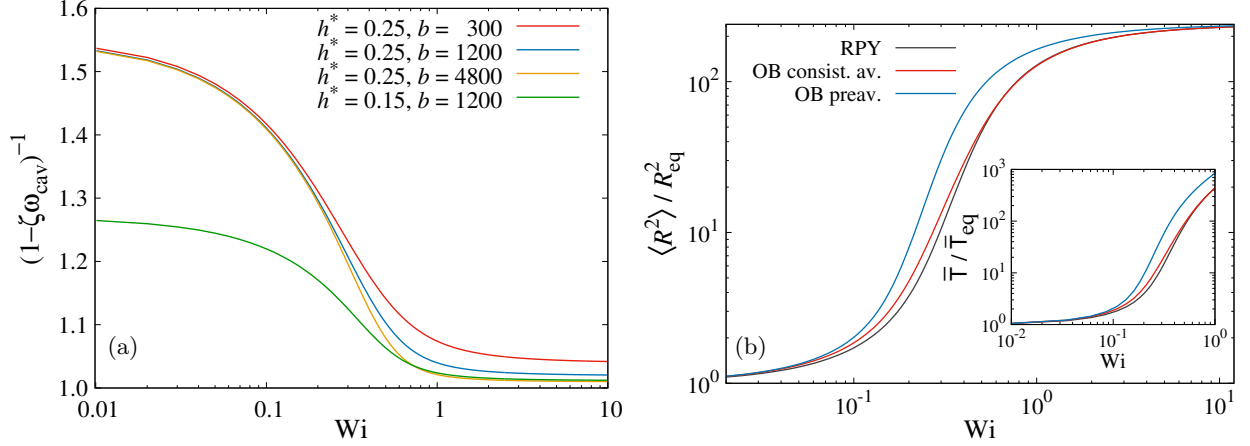 1.6
1.5
1.4
1.3
1.2
1.1
1.0
(1−ζω_cav)^−1
h* = 0.25, b = 300
h* = 0.25, b = 1200
h* = 0.25, b = 4800
h* = 0.15, b = 1200
(a)
0.01 0.1 1 10
Wi
10^2
10^1
10^0
⟨R^2⟩ / R^2_eq
RPY
OB consist. av.
OB preav.
10^3
10^2
10^1
10^0
T̅ / T̅_eq
10^−2 10^−1 10^0
Wi
(b)
10^−1 10^0 10^1
Wi